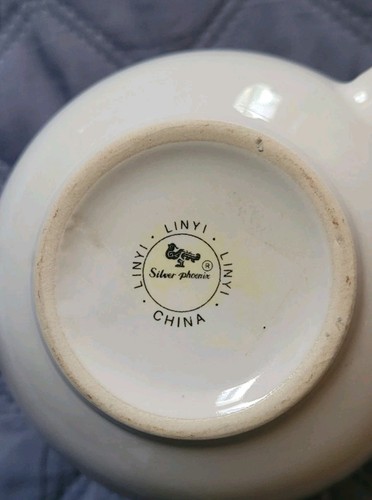 LINYI · LINYI · LINYI · CHINA ·
Silver phoenix ®